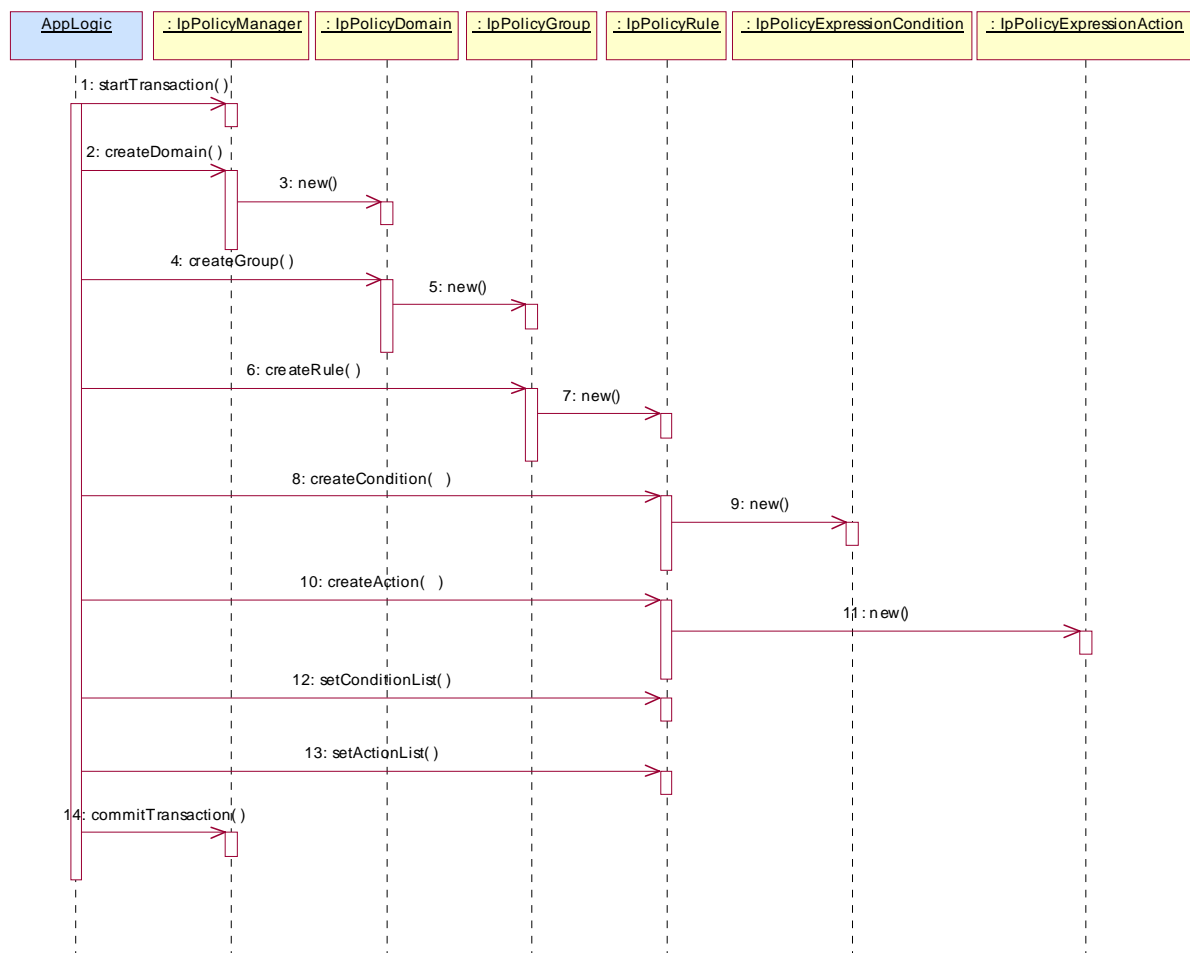 AppLogic
: IpPolicyManager
: IpPolicyDomain
: IpPolicyGroup
: IpPolicyRule
: IpPolicyExpressionCondition
: IpPolicyExpressionAction
1: startTransaction( )
2: createDomain( )
3: new()
4: createGroup( )
5: new()
6: createRule( )
7: new()
8: createCondition( )
9: new()
10: createAction( )
11: new()
12: setConditionList( )
13: setActionList( )
14: commitTransaction( )